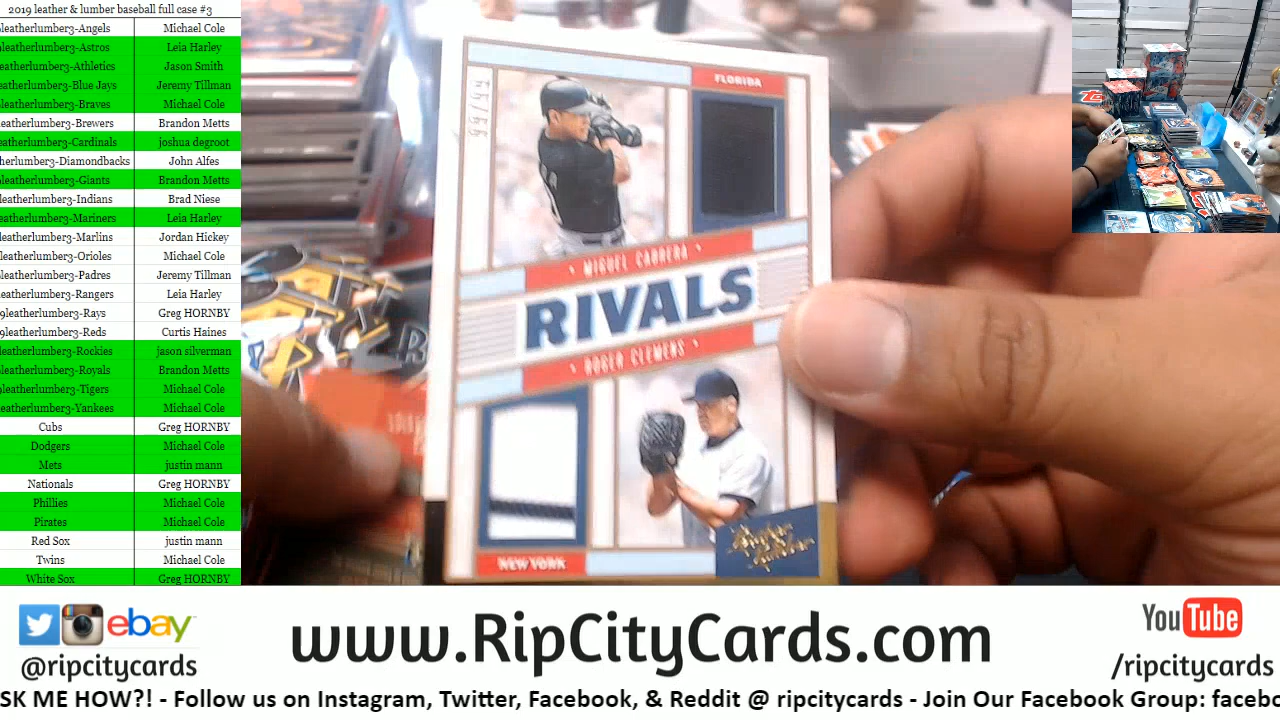 2019 leather & lumber baseball full case #3
leatherlumber3-Angels Michael Cole
leatherlumber3-Astros Leia Harley
leatherlumber3-Athletics Jason Smith
leatherlumber3-Blue Jays Jeremy Tillman
leatherlumber3-Braves Michael Cole
leatherlumber3-Brewers Brandon Metts
leatherlumber3-Cardinals joshua degroot
herlumber3-Diamondbacks John Alfes
leatherlumber3-Giants Brandon Metts
leatherlumber3-Indians Brad Niese
leatherlumber3-Mariners Leia Harley
leatherlumber3-Marlins Jordan Hickey
leatherlumber3-Orioles Michael Cole
leatherlumber3-Padres Jeremy Tillman
leatherlumber3-Rangers Leia Harley
9leatherlumber3-Rays Greg HORNBY
9leatherlumber3-Reds Curtis Haines
leatherlumber3-Rockies jason silverman
leatherlumber3-Royals Brandon Metts
9leatherlumber3-Tigers Michael Cole
leatherlumber3-Yankees Michael Cole
Cubs Greg HORNBY
Dodgers Michael Cole
Mets justin mann
Nationals Greg HORNBY
Phillies Michael Cole
Pirates Michael Cole
Red Sox justin mann
Twins Michael Cole
White Sox Greg HORNBY
FLORIDA
MIGUEL CABRERA
RIVALS
ROGER CLEMENS
NEW YORK
ebay
@ripcitycards
www.RipCityCards.com
YouTube
/ripcitycards
SK ME HOW?! - Follow us on Instagram, Twitter, Facebook, & Reddit @ ripcitycards - Join Our Facebook Group: facebo